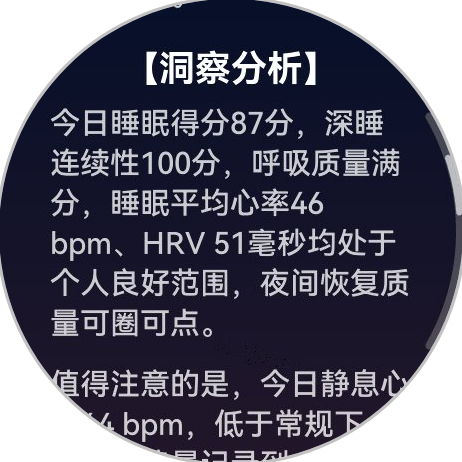 【洞察分析】
今日睡眠得分87分，深睡
连续性100分，呼吸质量满
分，睡眠平均心率46
bpm、HRV 51毫秒均处于
个人良好范围，夜间恢复质
量可圈可点。
值得注意的是，今日静息心
bpm，低于常规下